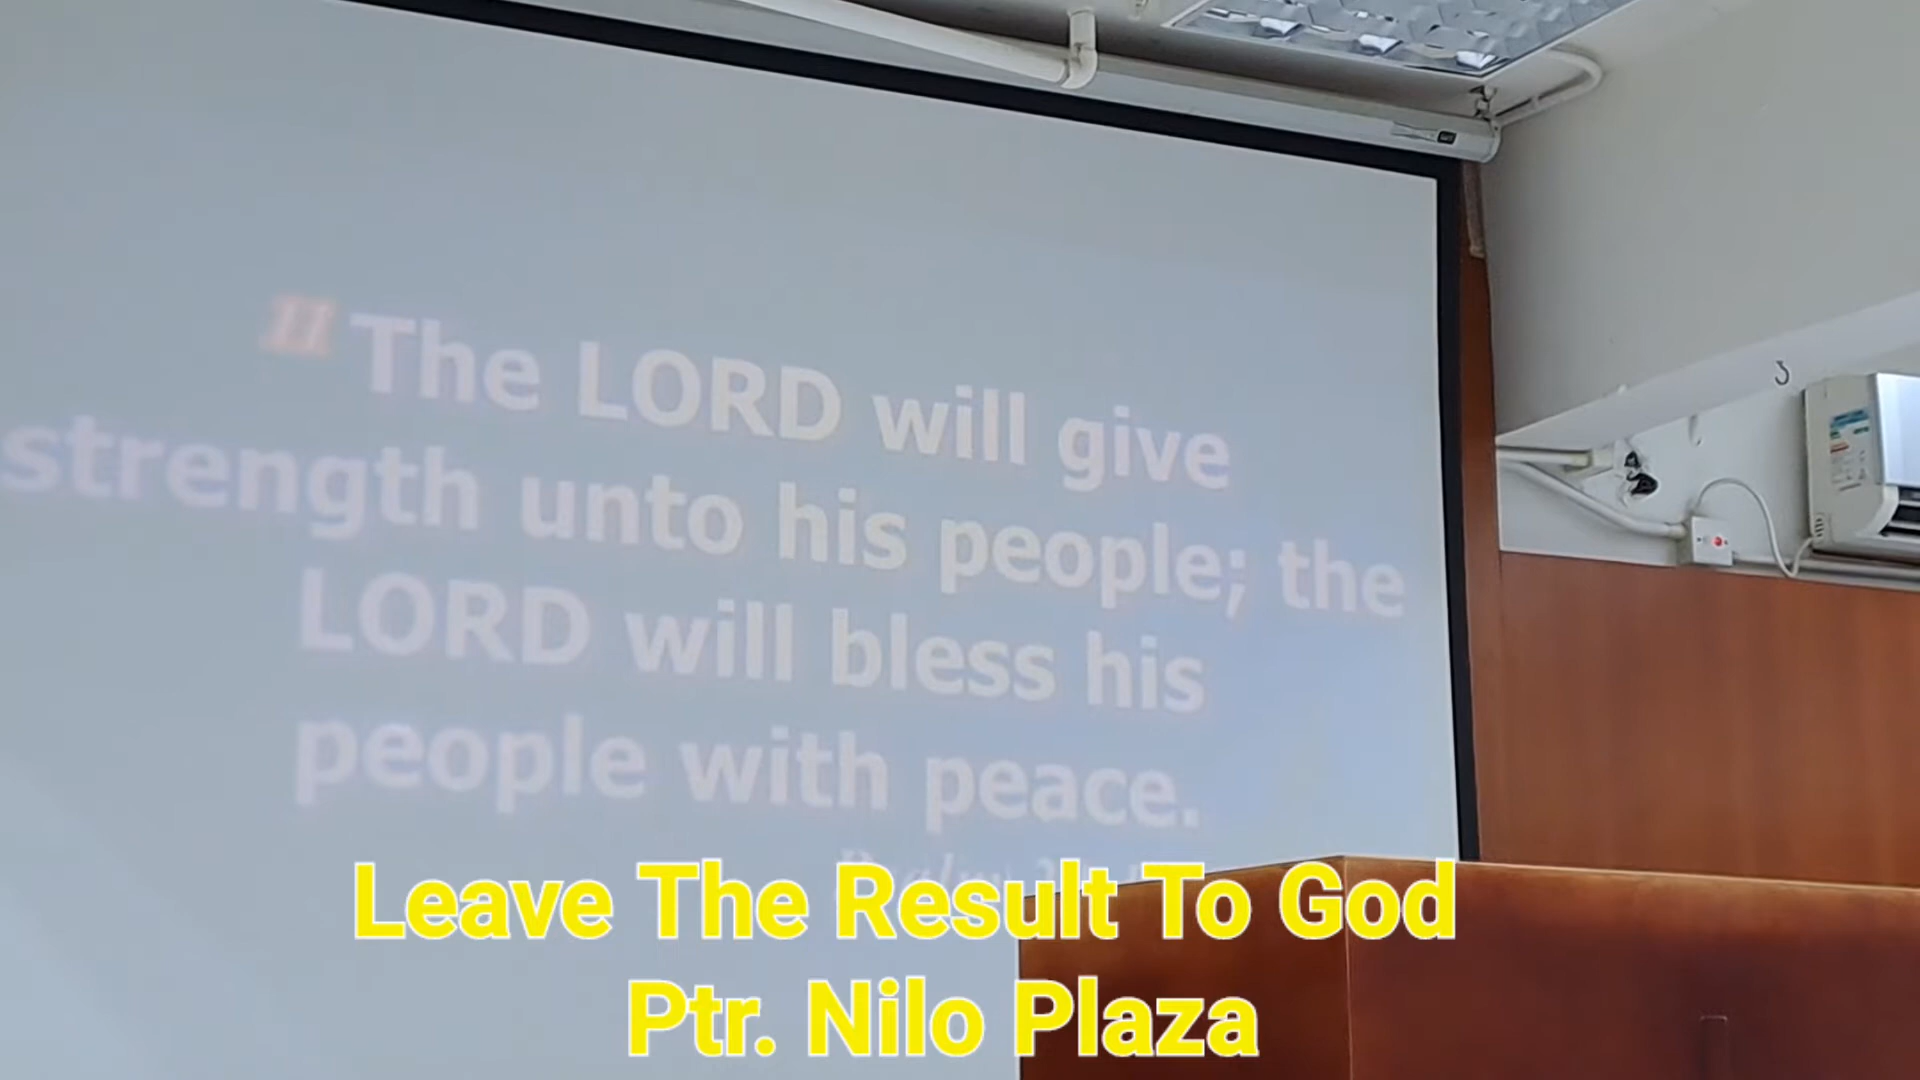 11 The LORD will give
strength unto his people; the
LORD will bless his
people with peace.
Leave The Result To God
Ptr. Nilo Plaza